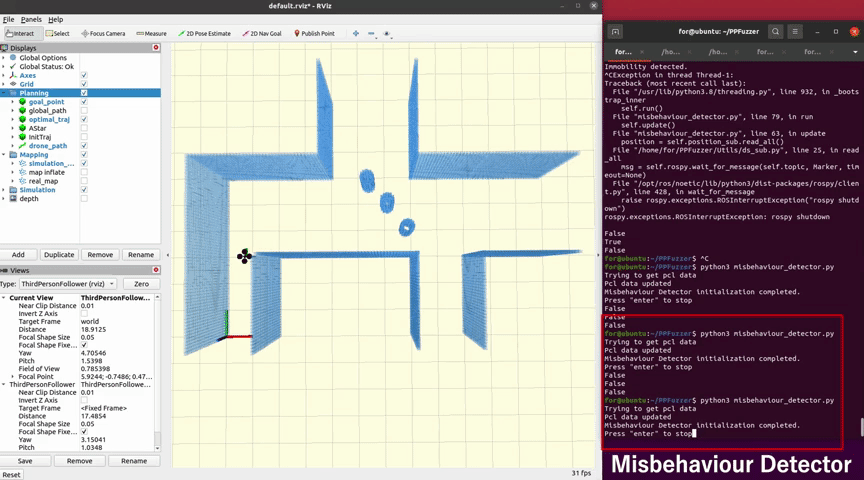 default.rviz* - RViz
File Panels Help
Interact Select Focus Camera Measure 2D Pose Estimate 2D Nav Goal Publish Point
Displays
Global Options
Global Status: Ok
Axes
Grid
Planning
goal_point
global_path
optimal_traj
AStar
InitTraj
drone_path
Mapping
simulation_...
map inflate
real_map
Simulation
depth
Add Duplicate Remove Rename
Views
Type: ThirdPersonFollower (rviz) Zero
Current View ThirdPersonFollow...
Near Clip Distance 0.01
Invert Z Axis
Target Frame world
Distance 18.9125
Focal Shape Size 0.05
Focal Shape Fixe...
Yaw 4.70546
Pitch 1.5398
Field of View 0.785398
Focal Point 5.9244; -0.7486; 0.47...
ThirdPersonFollower ThirdPersonFollow...
Near Clip Distance 0.01
Invert Z Axis
Target Frame <Fixed Frame>
Distance 17.4854
Focal Shape Size 0.05
Focal Shape Fixe...
Yaw 3.15041
Pitch 1.0348
Save Remove Rename
Reset
31 fps
for@ubuntu: ~/PPFuzzer
for... /ho... /ho... for... for...
Immobility detected.
^CException in thread Thread-1:
Traceback (most recent call last):
File "/usr/lib/python3.8/threading.py", line 932, in _boots
trap_inner
self.run()
File "misbehaviour_detector.py", line 79, in run
self.update()
File "misbehaviour_detector.py", line 63, in update
position = self.position_sub.read_all()
File "/home/for/PPFuzzer/Utils/ds_sub.py", line 25, in read
_all
msg = self.rospy.wait_for_message(self.topic, Marker, tim
eout=None)
File "/opt/ros/noetic/lib/python3/dist-packages/rospy/clien
t.py", line 428, in wait_for_message
raise rospy.exceptions.ROSInterruptException("rospy shutd
own")
rospy.exceptions.ROSInterruptException: rospy shutdown
False
True
False
for@ubuntu:~/PPFuzzer$ ^C
for@ubuntu:~/PPFuzzer$ python3 misbehaviour_detector.py
Trying to get pcl data
Pcl data updated
Misbehaviour Detector initialization completed.
Press "enter" to stop
False
False
False
for@ubuntu:~/PPFuzzer$ python3 misbehaviour_detector.py
Trying to get pcl data
Pcl data updated
Misbehaviour Detector initialization completed.
Press "enter" to stop
False
False
False
for@ubuntu:~/PPFuzzer$ python3 misbehaviour_detector.py
Trying to get pcl data
Pcl data updated
Misbehaviour Detector initialization completed.
Press "enter" to stop
Misbehaviour Detector